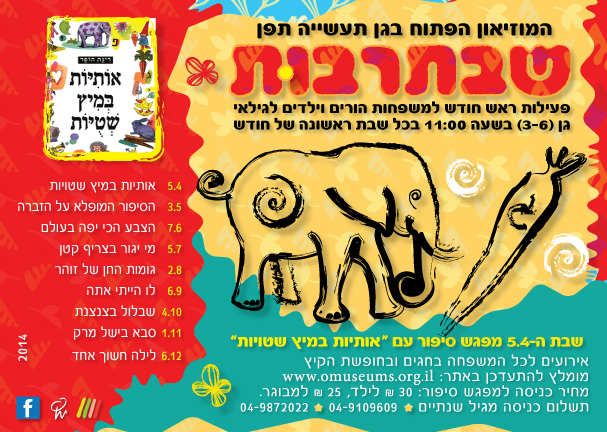 המוזיאון הפתוח בגן תעשייה תפן
שבתרבות
פעילות ראש חודש למשפחות הורים וילדים לגילאי
גן (3-6) בשעה 11:00 בכל שבת ראשונה של חודש
רינת הופר
אוֹתִיּוֹת
בְּמִיץ
שְׁטֻיּוֹת
5.4 אותיות במיץ שטויות
3.5 הסיפור המופלא על הזברה
7.6 הצבע הכי יפה בעולם
5.7 מי יגור בצריף קטן
2.8 גומות החן של זוהר
6.9 לו הייתי אתה
4.10 שבלול בצנצנת
1.11 סבא בישל מרק
6.12 לילה חשוך אחד
2014
שבת ה-5.4 מפגש סיפור עם "אותיות במיץ שטויות"
אירועים לכל המשפחה בחגים ובחופשת הקיץ
מומלץ להתעדכן באתר: www.omuseums.org.il
מחיר כניסה למפגש סיפור: 30 ₪ לילד, 25 ₪ למבוגר.
תשלום כניסה מגיל שנתיים 04-9109609 04-9872022
f